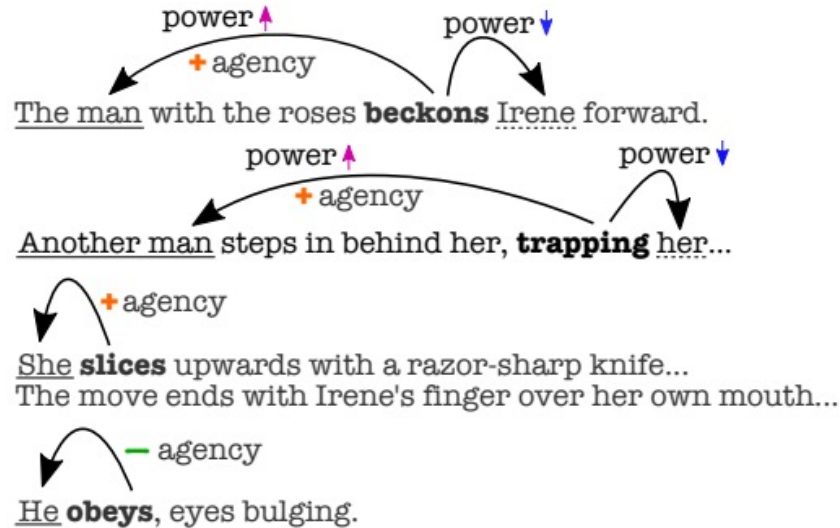 power power
+ agency
The man with the roses beckons Irene forward.
power power
+ agency
Another man steps in behind her, trapping her...
+ agency
She slices upwards with a razor-sharp knife...
The move ends with Irene's finger over her own mouth...
– agency
He obeys, eyes bulging.